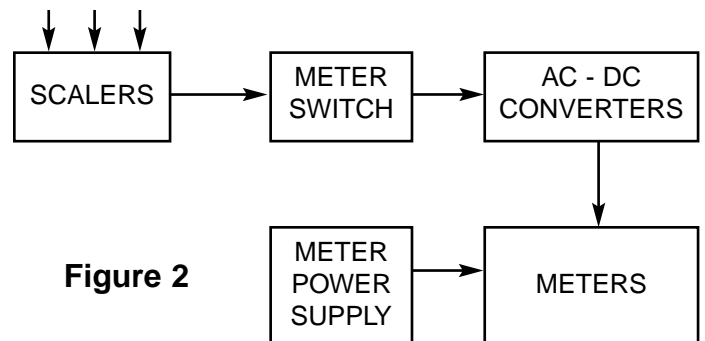 SCALERS
METER
SWITCH
AC - DC
CONVERTERS
Figure 2
METER
POWER
SUPPLY
METERS